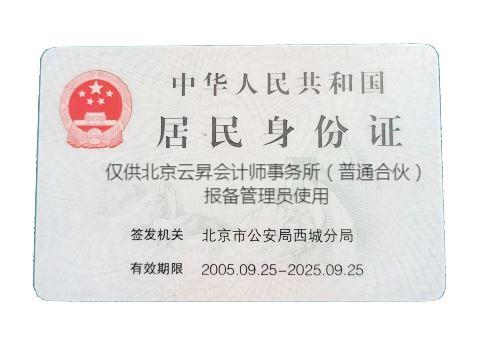 中华人民共和国
居民身份证
仅供北京云昇会计师事务所（普通合伙）
报备管理员使用
签发机关 北京市公安局西城分局
有效期限 2005.09.25-2025.09.25